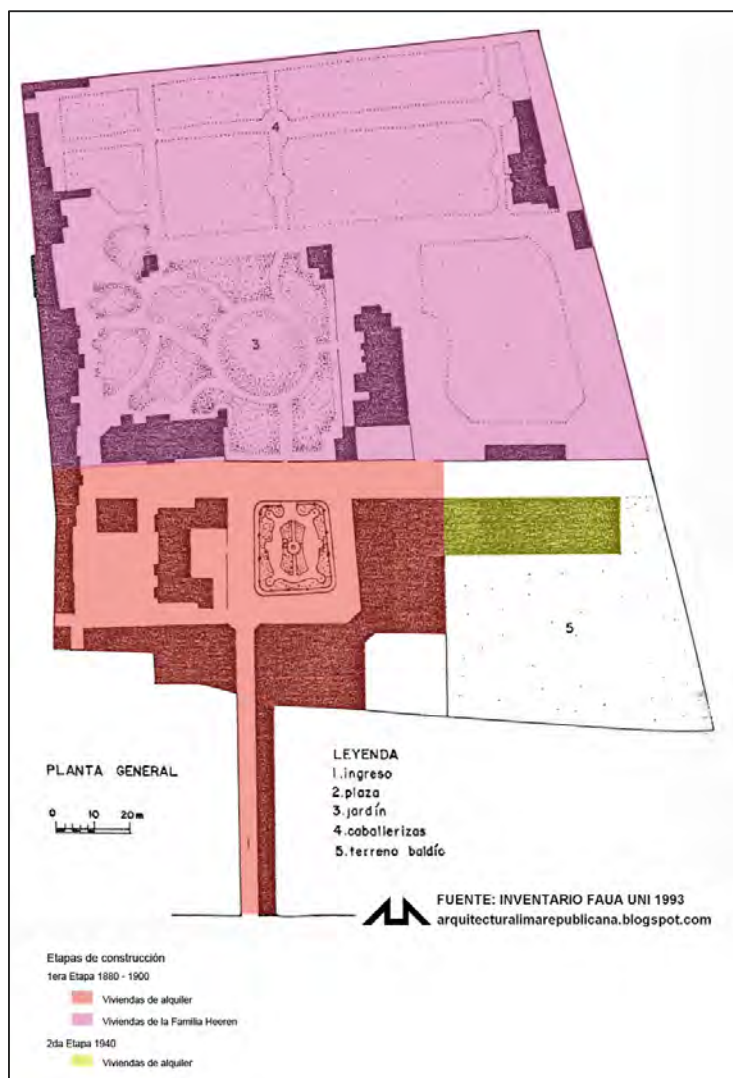 4
3
5
PLANTA GENERAL
0 10 20m
LEYENDA
1.ingreso
2.plaza
3.jardín
4.caballerizas
5.terreno baldío
FUENTE: INVENTARIO FAUA UNI 1993
arquitecturalimarepublicana.blogspot.com
Etapas de construcción
1era Etapa 1880 - 1900
Viviendas de alquiler
Viviendas de la Familia Heeren
2da Etapa 1940
Viviendas de alquiler